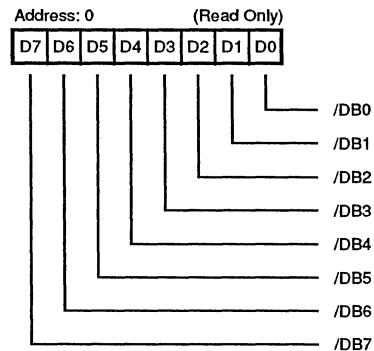 Address: 0 (Read Only)
D7 D6 D5 D4 D3 D2 D1 D0
/DB0
/DB1
/DB2
/DB3
/DB4
/DB5
/DB6
/DB7